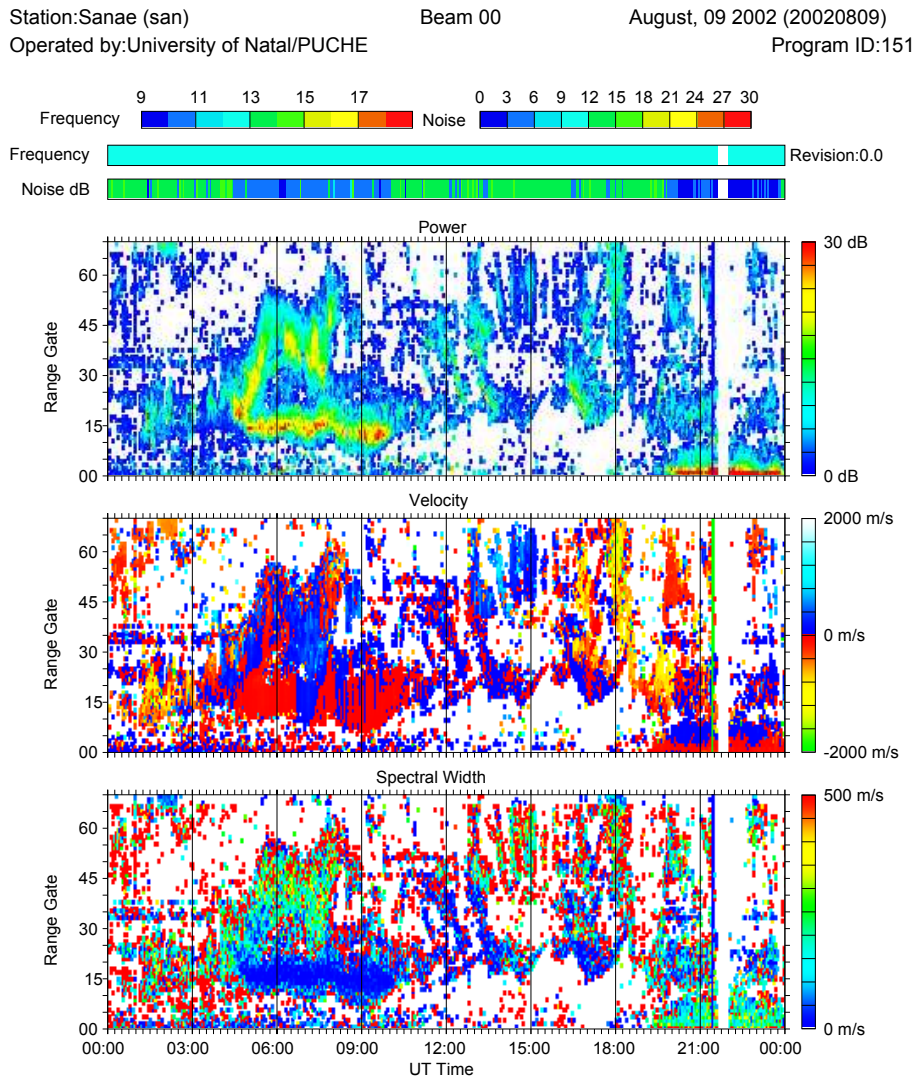 Station:Sanae (san) Beam 00 August, 09 2002 (20020809)
Operated by:University of Natal/PUCHE Program ID:151
9 11 13 15 17 0 3 6 9 12 15 18 21 24 27 30
Frequency Noise
Frequency Revision:0.0
Noise dB
Power
60 45 30 15 00
Range Gate
30 dB
0 dB
Velocity
60 45 30 15 00
Range Gate
2000 m/s
0 m/s
-2000 m/s
Spectral Width
60 45 30 15 00
Range Gate
500 m/s
0 m/s
00:00 03:00 06:00 09:00 12:00 15:00 18:00 21:00 00:00
UT Time